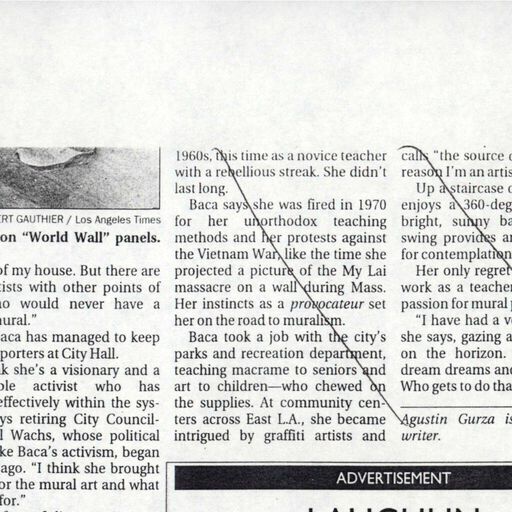 ERT GAUTHIER / Los Angeles Times
on “World Wall” panels.
of my house. But there are
tists with other points of
would never have a
ural.”
aca has managed to keep
porters at City Hall.
k she’s a visionary and a
ble activist who has
effectively within the sys-
ys retiring City Council-
l Wachs, whose political
ke Baca’s activism, began
ago. “I think she brought
or the mural art and what
for.”
1960s, this time as a novice teacher
with a rebellious streak. She didn’t
last long.
Baca says she was fired in 1970
for her unorthodox teaching
methods and her protests against
the Vietnam War, like the time she
projected a picture of the My Lai
massacre on a wall during Mass.
Her instincts as a provocateur set
her on the road to muralism.
Baca took a job with the city’s
parks and recreation department,
teaching macrame to seniors and
art to children—who chewed on
the supplies. At community cen-
ters across East L.A., she became
intrigued by graffiti artists and
calls “the source o
reason I’m an artis
Up a staircase o
enjoys a 360-deg
bright, sunny ba
swing provides an
for contemplation
Her only regret
work as a teache
passion for mural p
“I have had a v
she says, gazing a
on the horizon.
dream dreams and
Who gets to do tha
Agustin Gurza is
writer.
ADVERTISEMENT